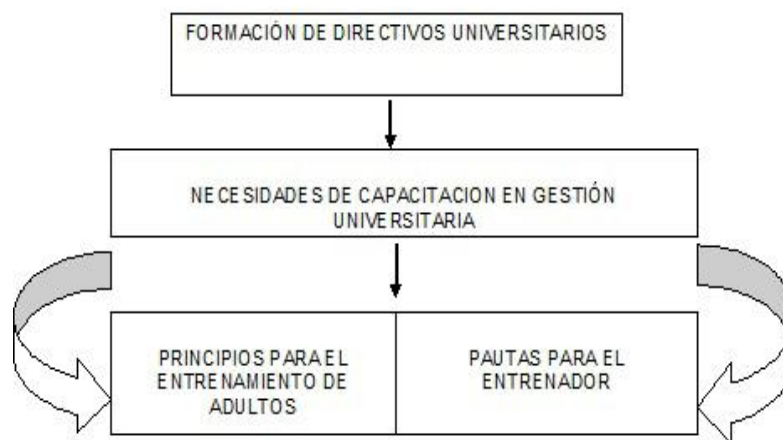 FORMACIÓN DE DIRECTIVOS UNIVERSITARIOS
NECESIDADES DE CAPACITACION EN GESTIÓN
UNIVERSITARIA
PRINCIPIOS PARA EL
ENTRENAMIENTO DE
ADULTOS
PAUTAS PARA EL
ENTRENADOR